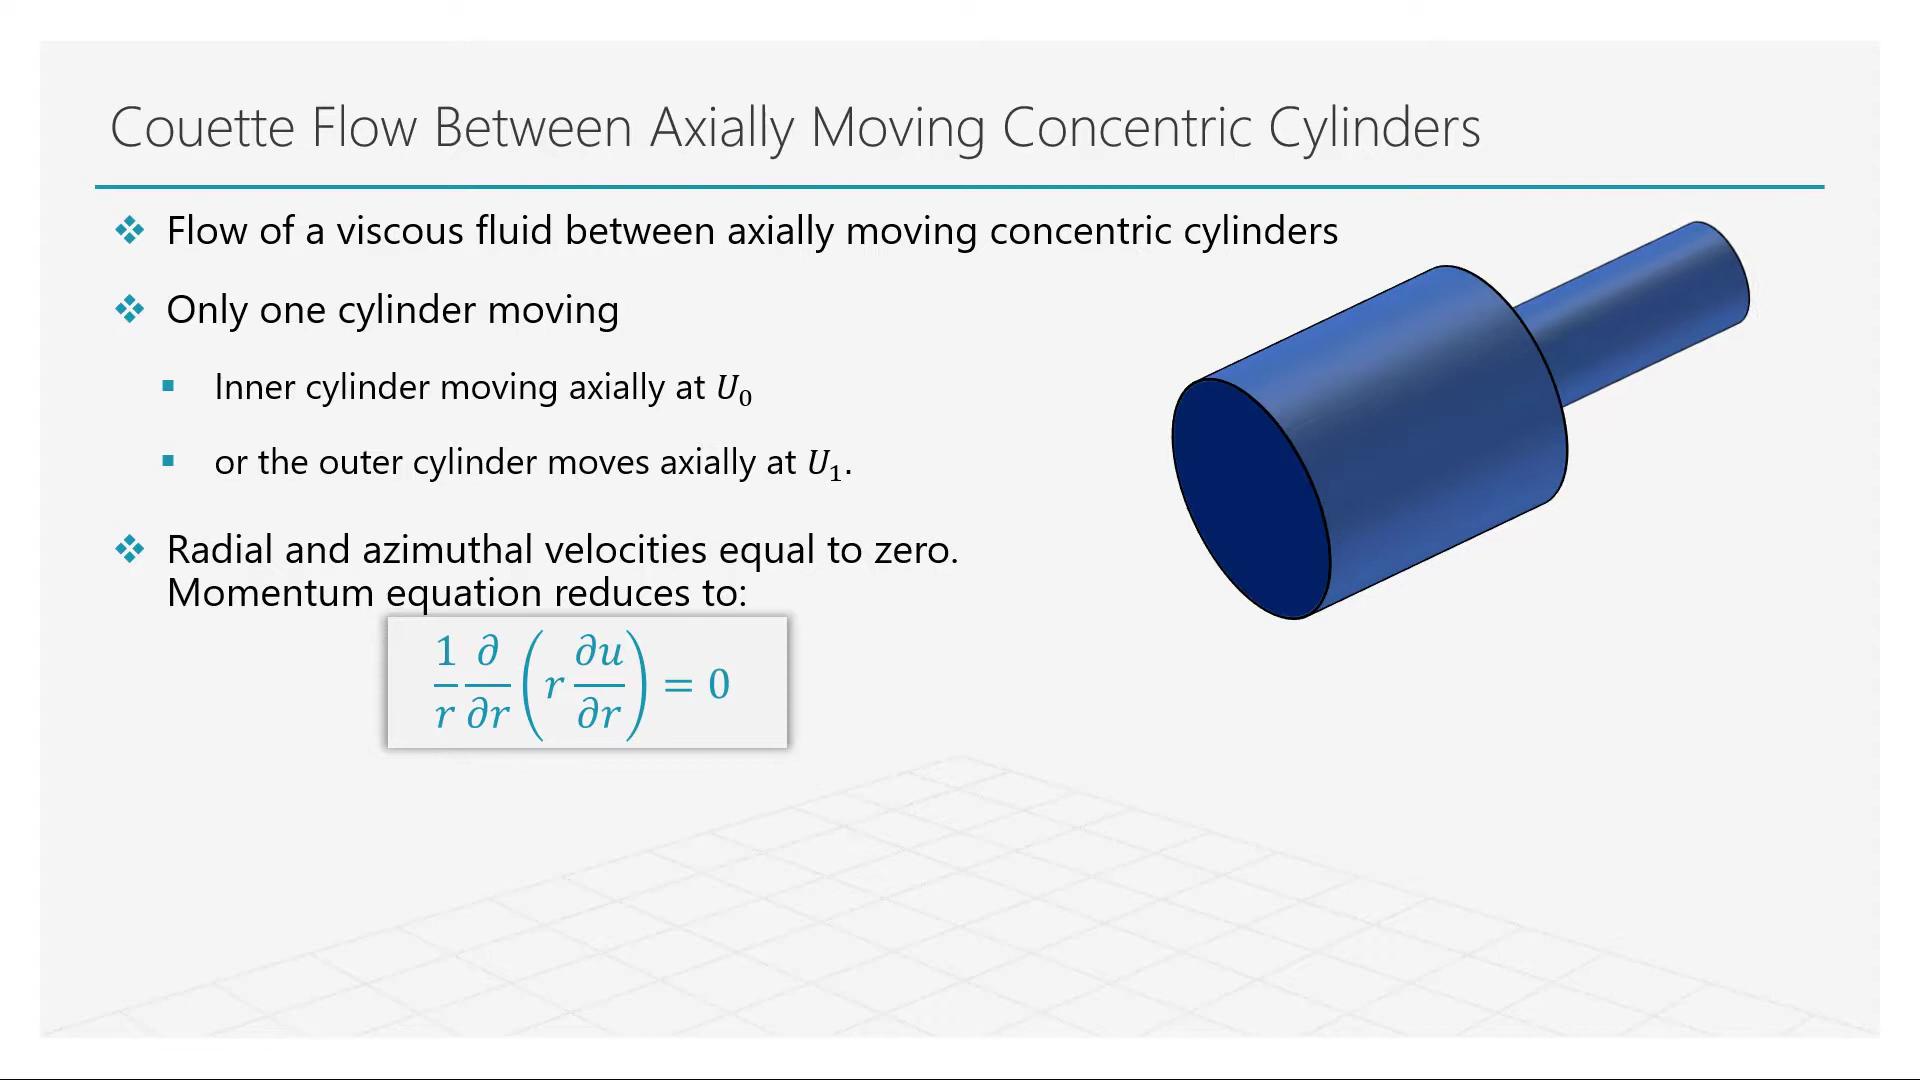 Couette Flow Between Axially Moving Concentric Cylinders
Flow of a viscous fluid between axially moving concentric cylinders
Only one cylinder moving
Inner cylinder moving axially at U₀
or the outer cylinder moves axially at U₁.
Radial and azimuthal velocities equal to zero.
Momentum equation reduces to:
1/r ∂/∂r (r ∂u/∂r) = 0